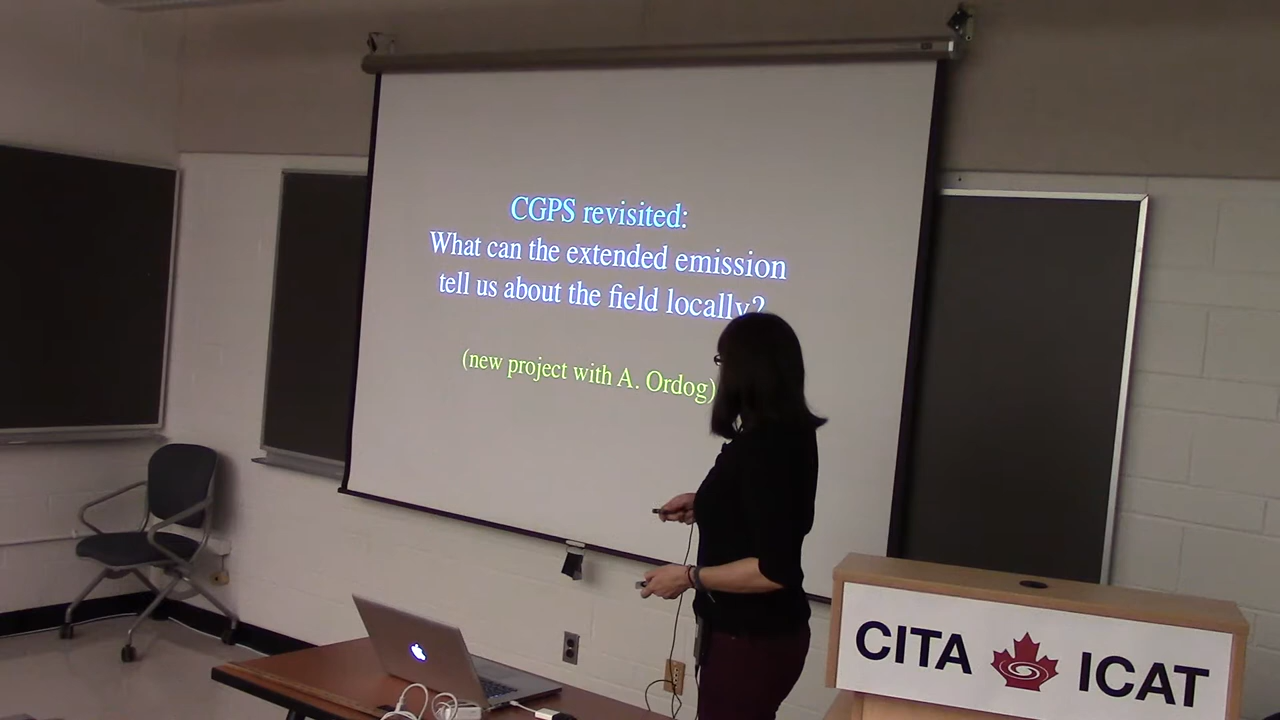 CGPS revisited:
What can the extended emission
tell us about the field locally?
(new project with A. Ordog)
CITA ICAT